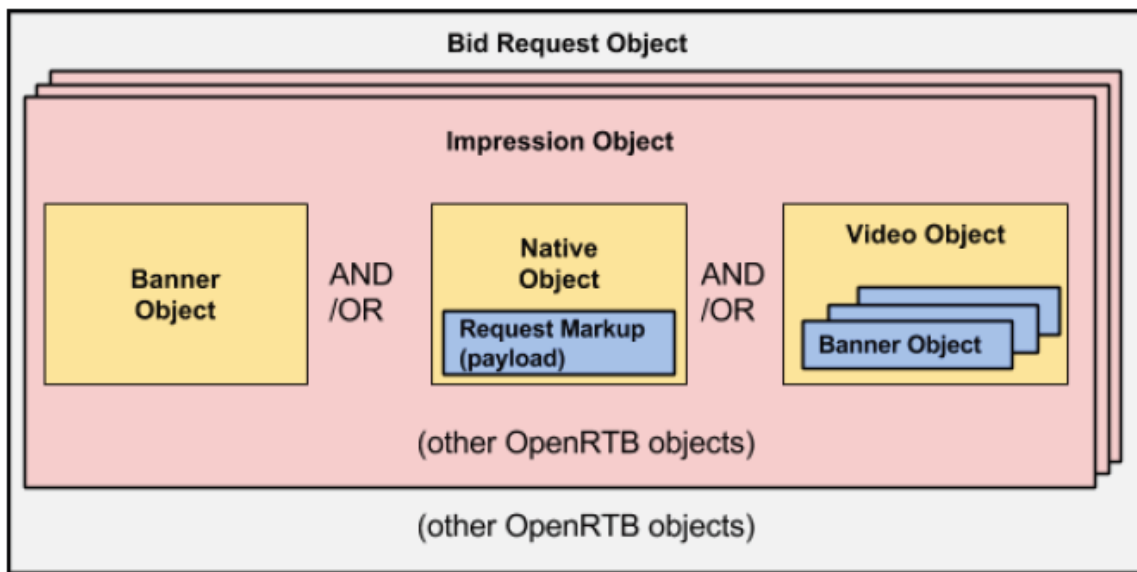 Bid Request Object
Impression Object
Banner
Object
AND
/OR
Native
Object
Request Markup
(payload)
AND
/OR
Video Object
Banner Object
(other OpenRTB objects)
(other OpenRTB objects)